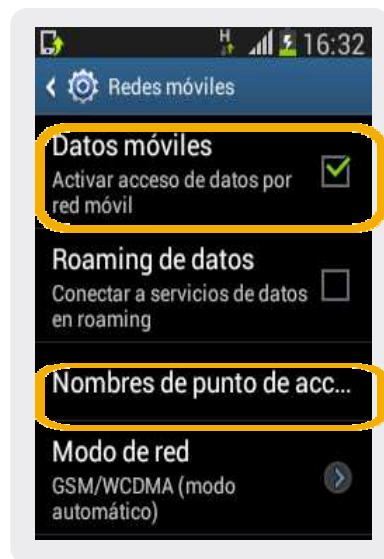 H 16:32
Redes móviles
Datos móviles
Activar acceso de datos por
red móvil
Roaming de datos
Conectar a servicios de datos
en roaming
Nombres de punto de acc...
Modo de red
GSM/WCDMA (modo
automático)